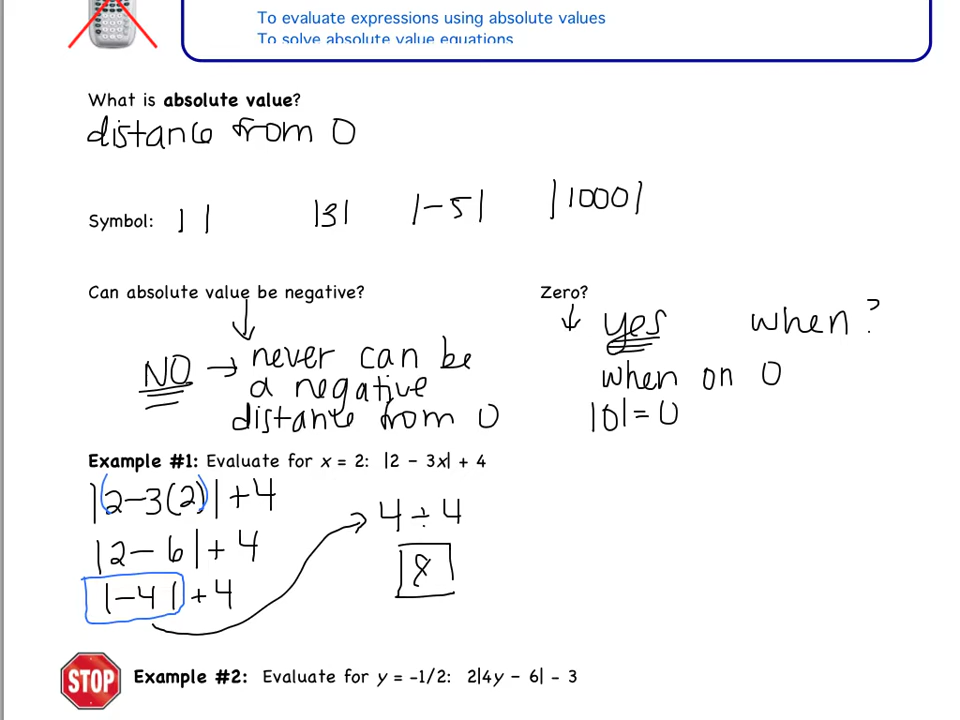 To evaluate expressions using absolute values
To solve absolute value equations
What is absolute value?
distance from 0
Symbol: | | |3| |-5| |1000|
Can absolute value be negative? Zero?
NO → never can be a negative distance from 0
yes when?
when on 0
|0| = 0
Example #1: Evaluate for x = 2: |2 - 3x| + 4
|(2-3(2))| + 4
|2 - 6| + 4
|-4| + 4
4 + 4
8
STOP Example #2: Evaluate for y = -1/2: 2|4y - 6| - 3